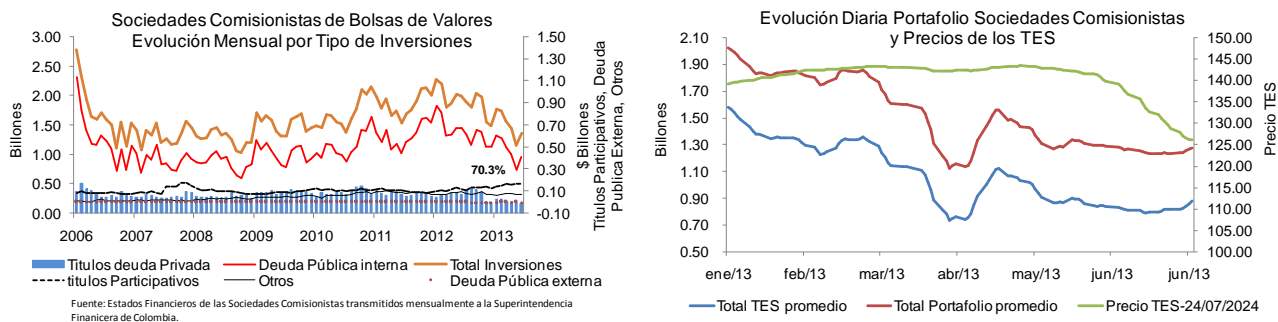 Sociedades Comisionistas de Bolsas de Valores
Evolución Mensual por Tipo de Inversiones
3.00
2.50
2.00
1.50
1.00
0.50
0.00
Billones
1.50
1.30
1.10
0.90
0.70
0.50
0.30
0.10
-0.10
$ Billones
Títulos Participativos, Deuda
Publica Externa, Otros
70.3%
2006 2007 2008 2009 2010 2011 2012 2013
Titulos deuda Privada
Deuda Pública interna
Total Inversiones
titulos Participativos
Otros
Deuda Pública externa
Fuente: Estados Financieros de las Sociedades Comisionistas transmitidos mensualmente a la Superintendencia
Financiera de Colombia.
Evolución Diaria Portafolio Sociedades Comisionistas
y Precios de los TES
2.10
1.90
1.70
1.50
1.30
1.10
0.90
0.70
0.50
Billones
150.00
145.00
140.00
135.00
130.00
125.00
120.00
115.00
110.00
105.00
100.00
Precio TES
ene/13 feb/13 mar/13 abr/13 may/13 jun/13 jun/13
Total TES promedio
Total Portafolio promedio
Precio TES-24/07/2024